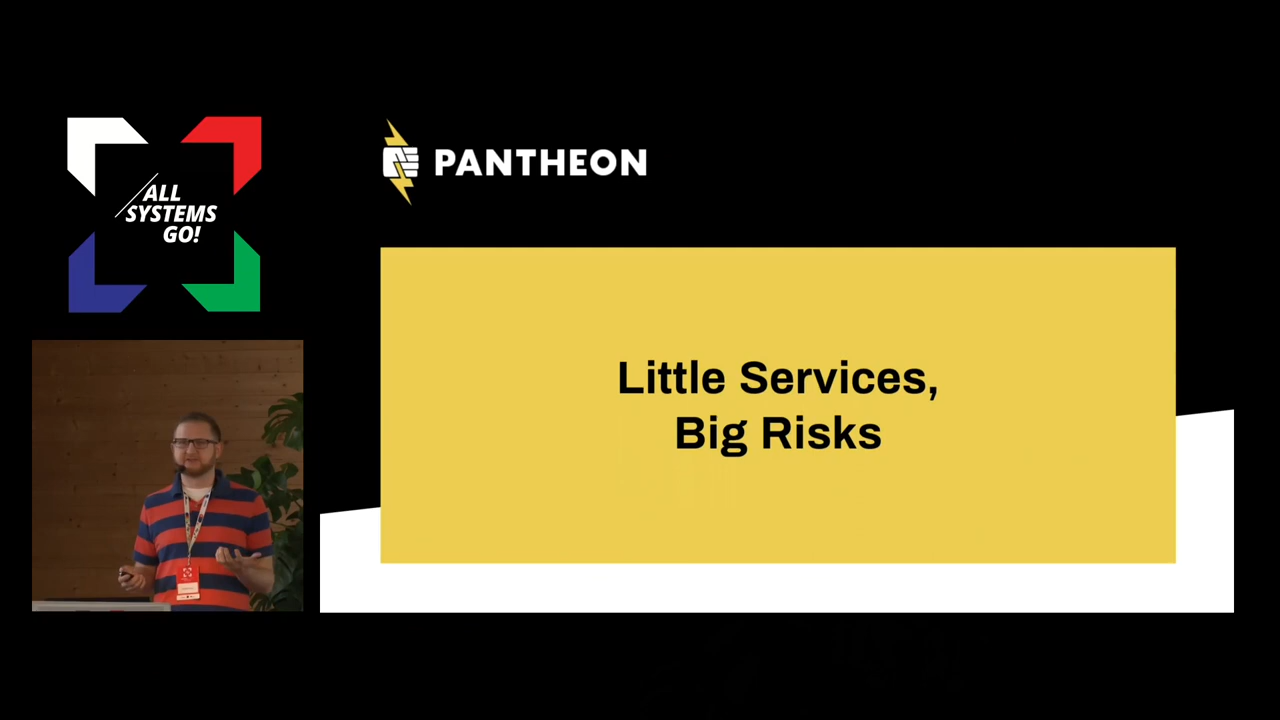 /ALL
SYSTEMS
GO!
PANTHEON
Little Services,
Big Risks